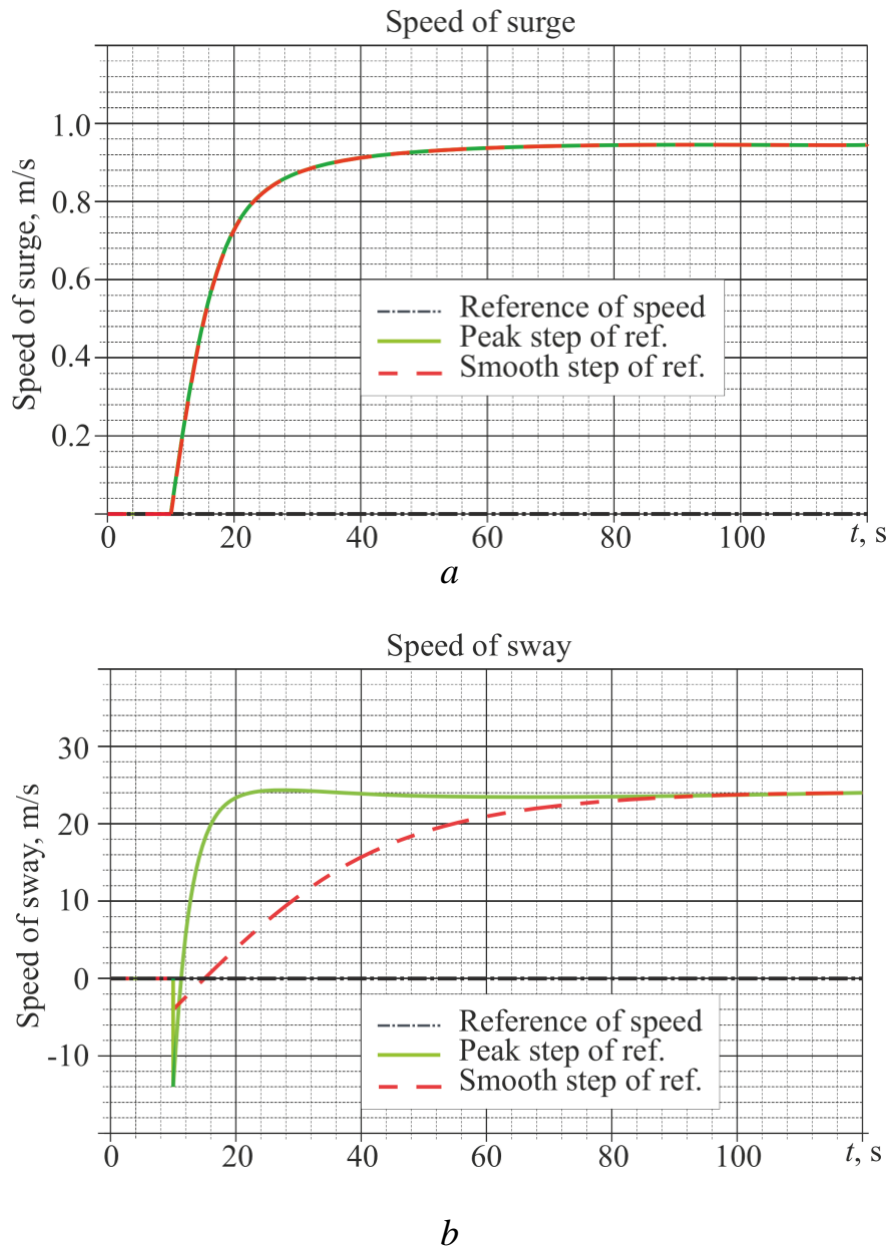 Speed of surge
Speed of surge, m/s
1.0
0.8
0.6
0.4
0.2
Reference of speed
Peak step of ref.
Smooth step of ref.
0 20 40 60 80 100 t, s
a
Speed of sway
Speed of sway, m/s
30
20
10
0
-10
Reference of speed
Peak step of ref.
Smooth step of ref.
0 20 40 60 80 100 t, s
b